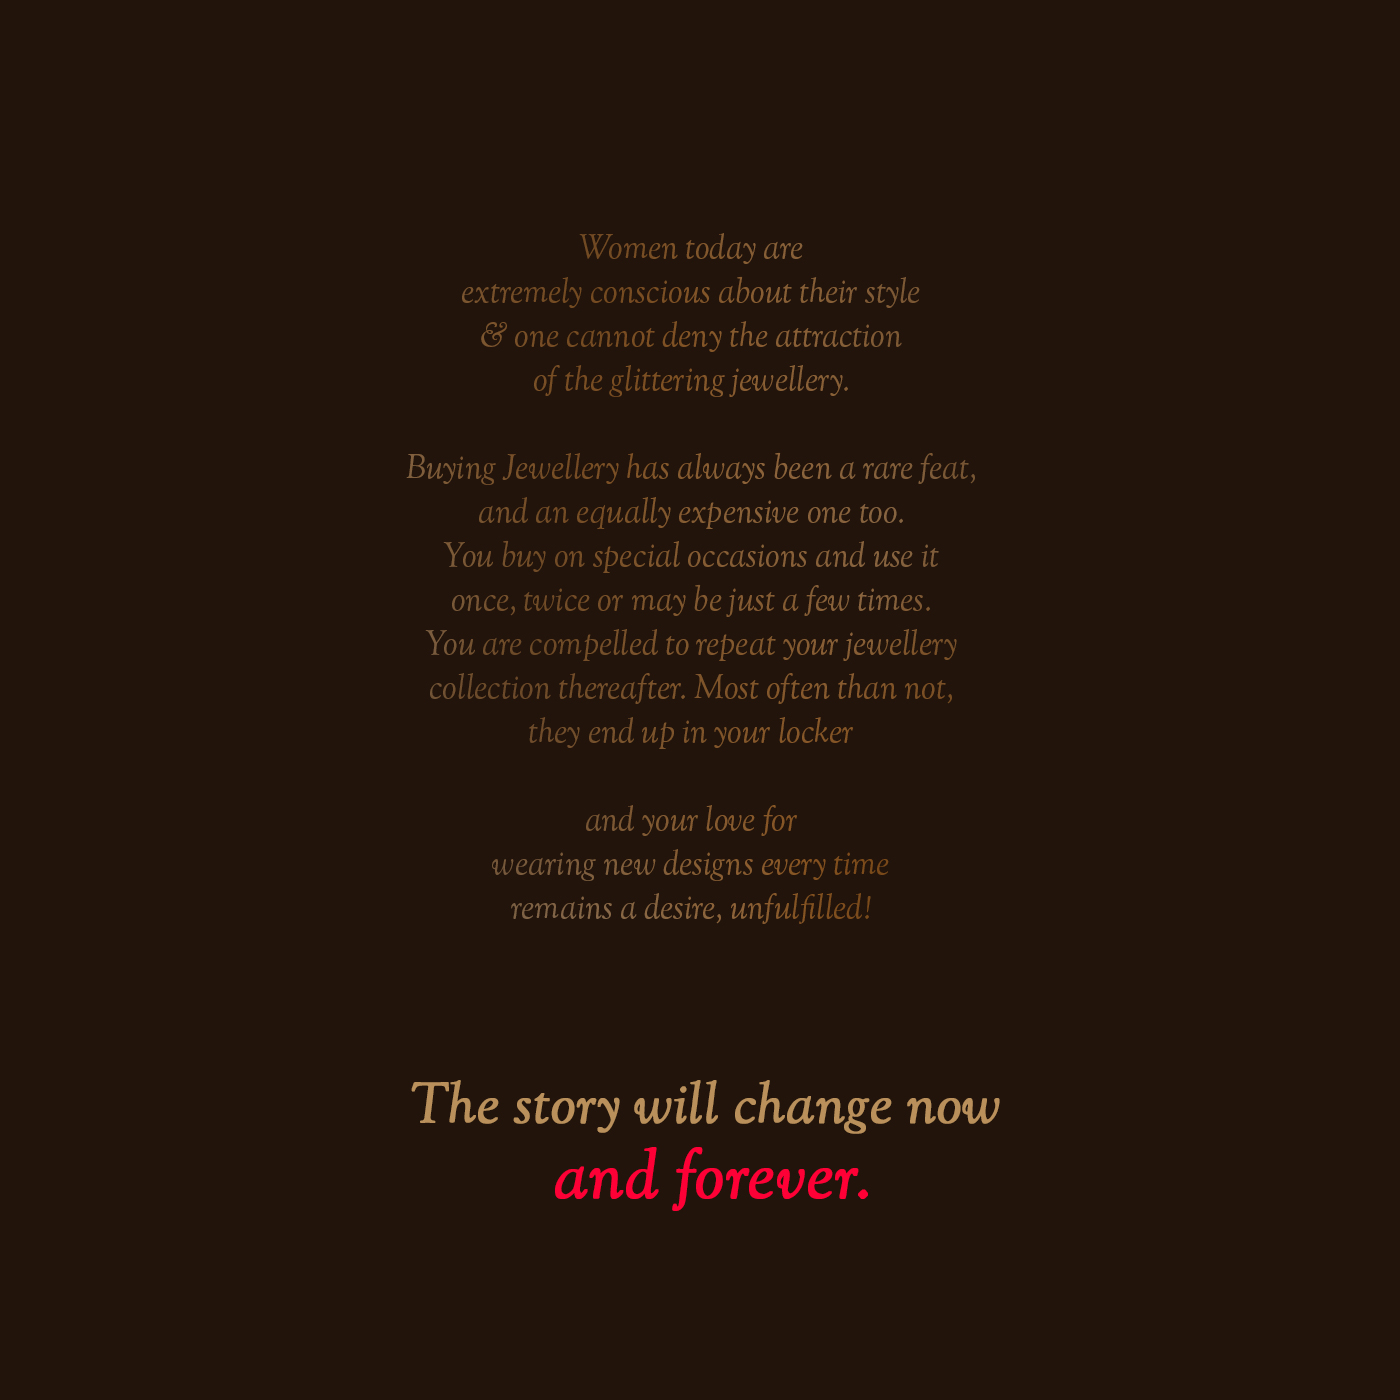 Women today are
extremely conscious about their style
& one cannot deny the attraction
of the glittering jewellery.
Buying Jewellery has always been a rare feat,
and an equally expensive one too.
You buy on special occasions and use it
once, twice or may be just a few times.
You are compelled to repeat your jewellery
collection thereafter. Most often than not,
they end up in your locker
and your love for
wearing new designs every time
remains a desire, unfulfilled!
The story will change now
and forever.